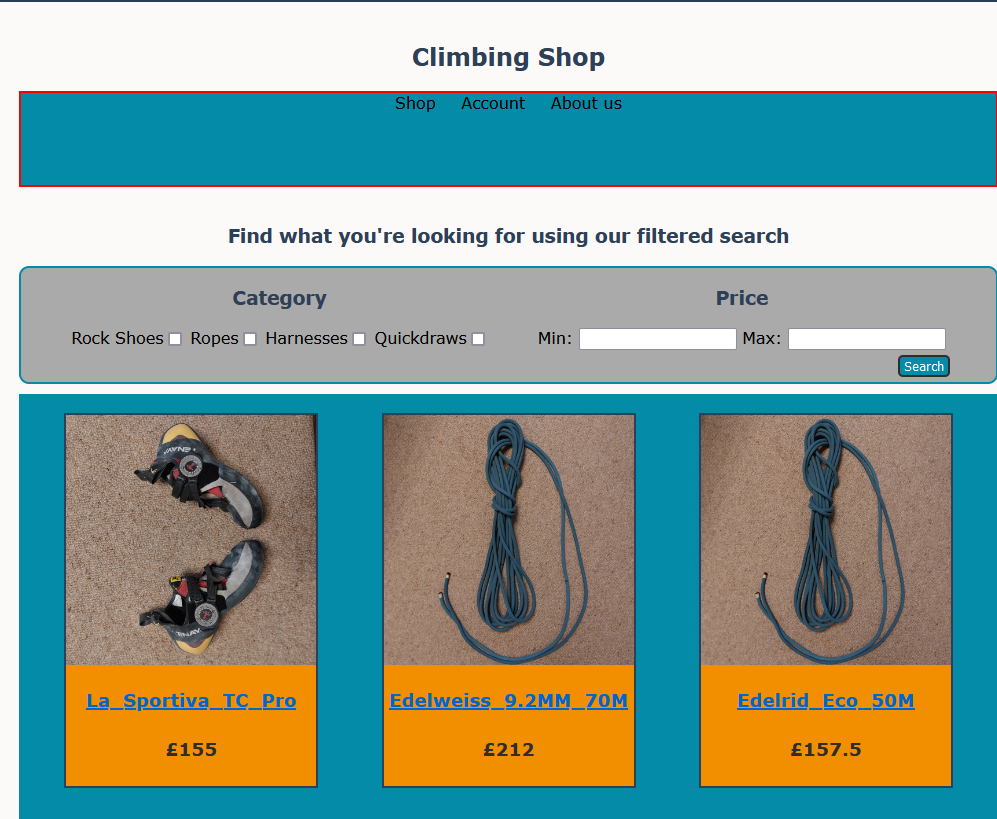 Climbing Shop
Shop Account About us
Find what you're looking for using our filtered search
Category Price
Rock Shoes Ropes Harnesses Quickdraws Min: Max:
Search
La_Sportiva_TC_Pro Edelweiss_9.2MM_70M Edelrid_Eco_50M
£155 £212 £157.5